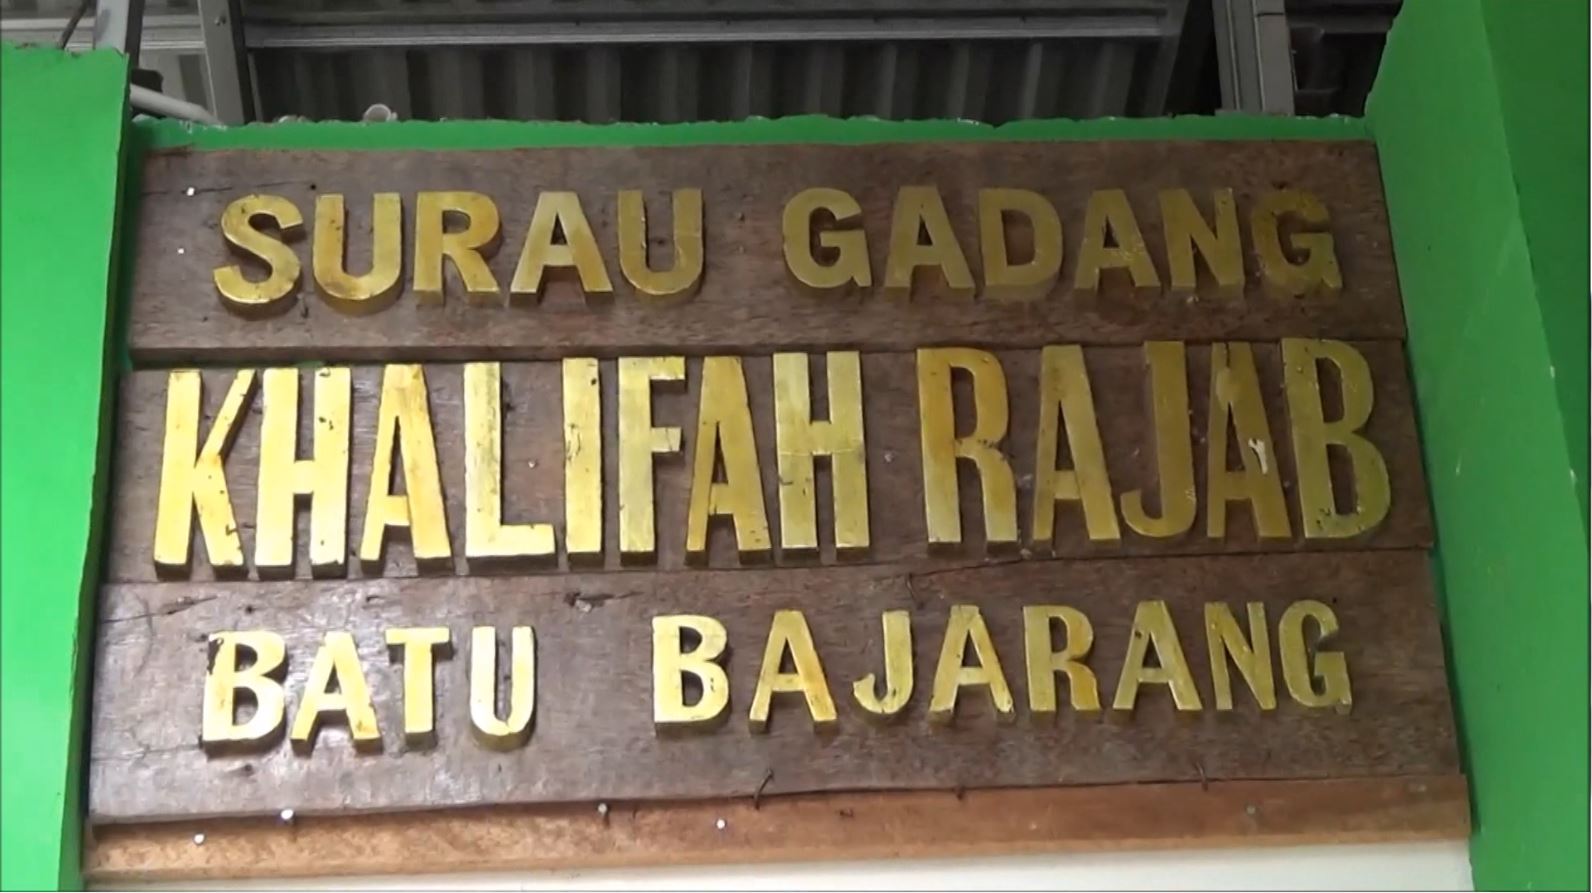 SURAU GADANG
KHALIFAH RAJAB
BATU BAJARANG